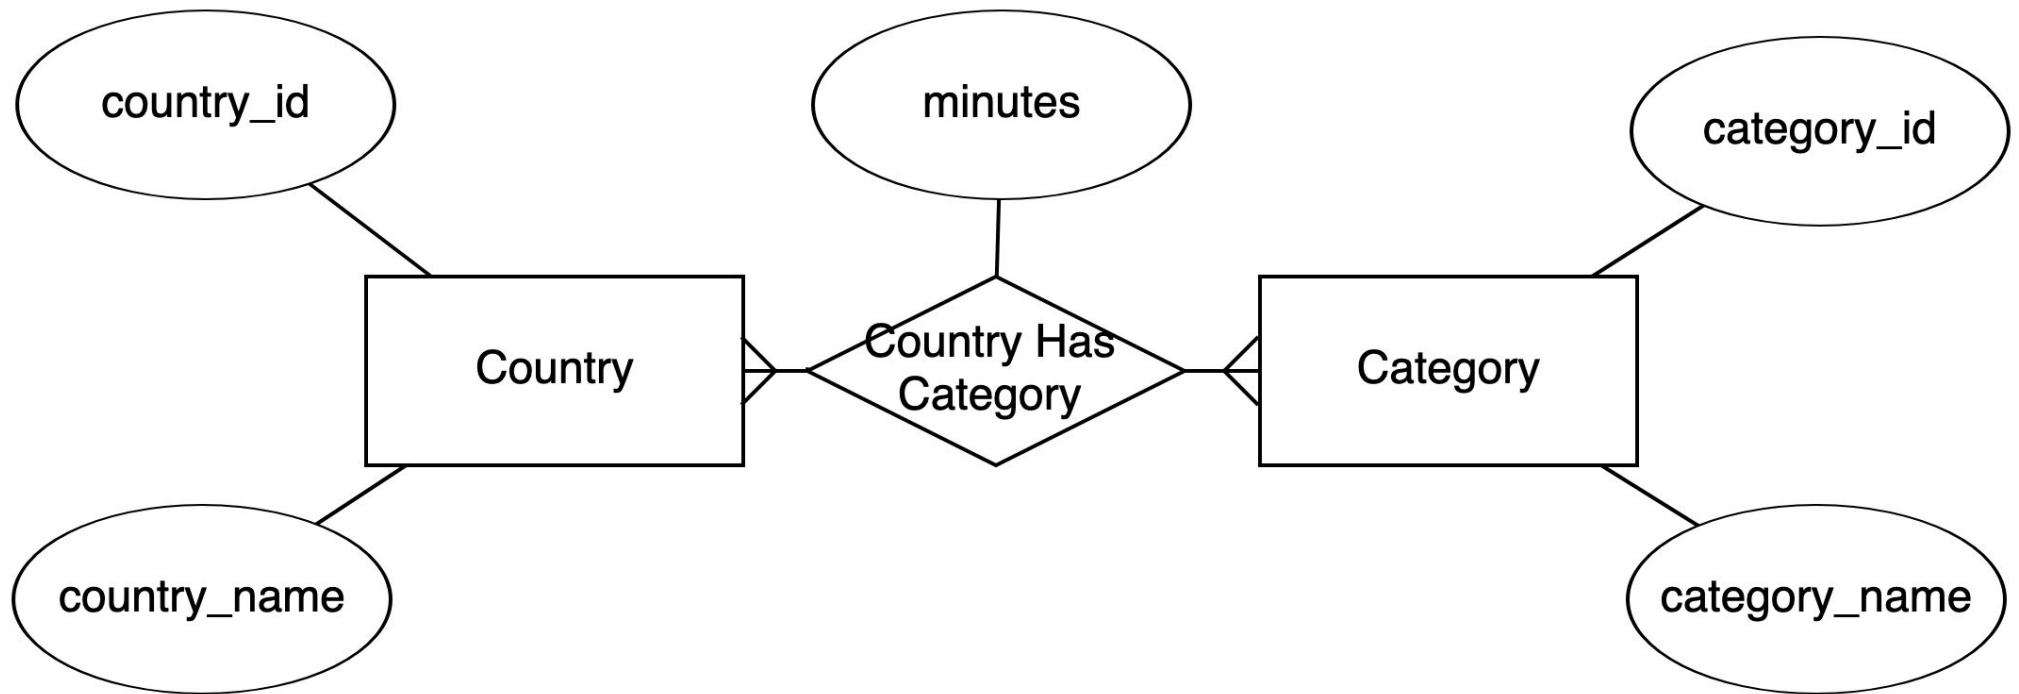 country_id
minutes
category_id
Country
Country Has
Category
Category
country_name
category_name